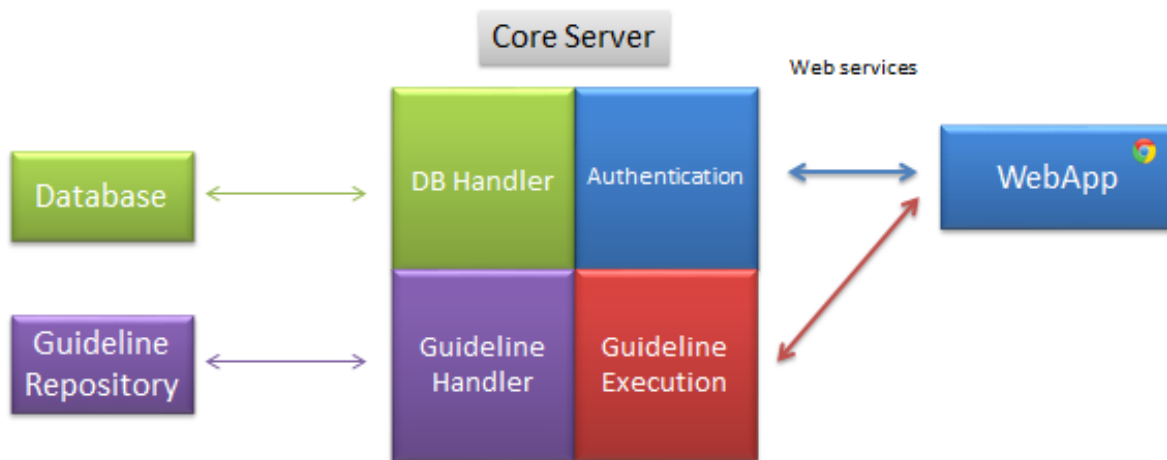 Core Server
Web services
Database
DB Handler
Authentication
WebApp
Guideline
Repository
Guideline
Handler
Guideline
Execution